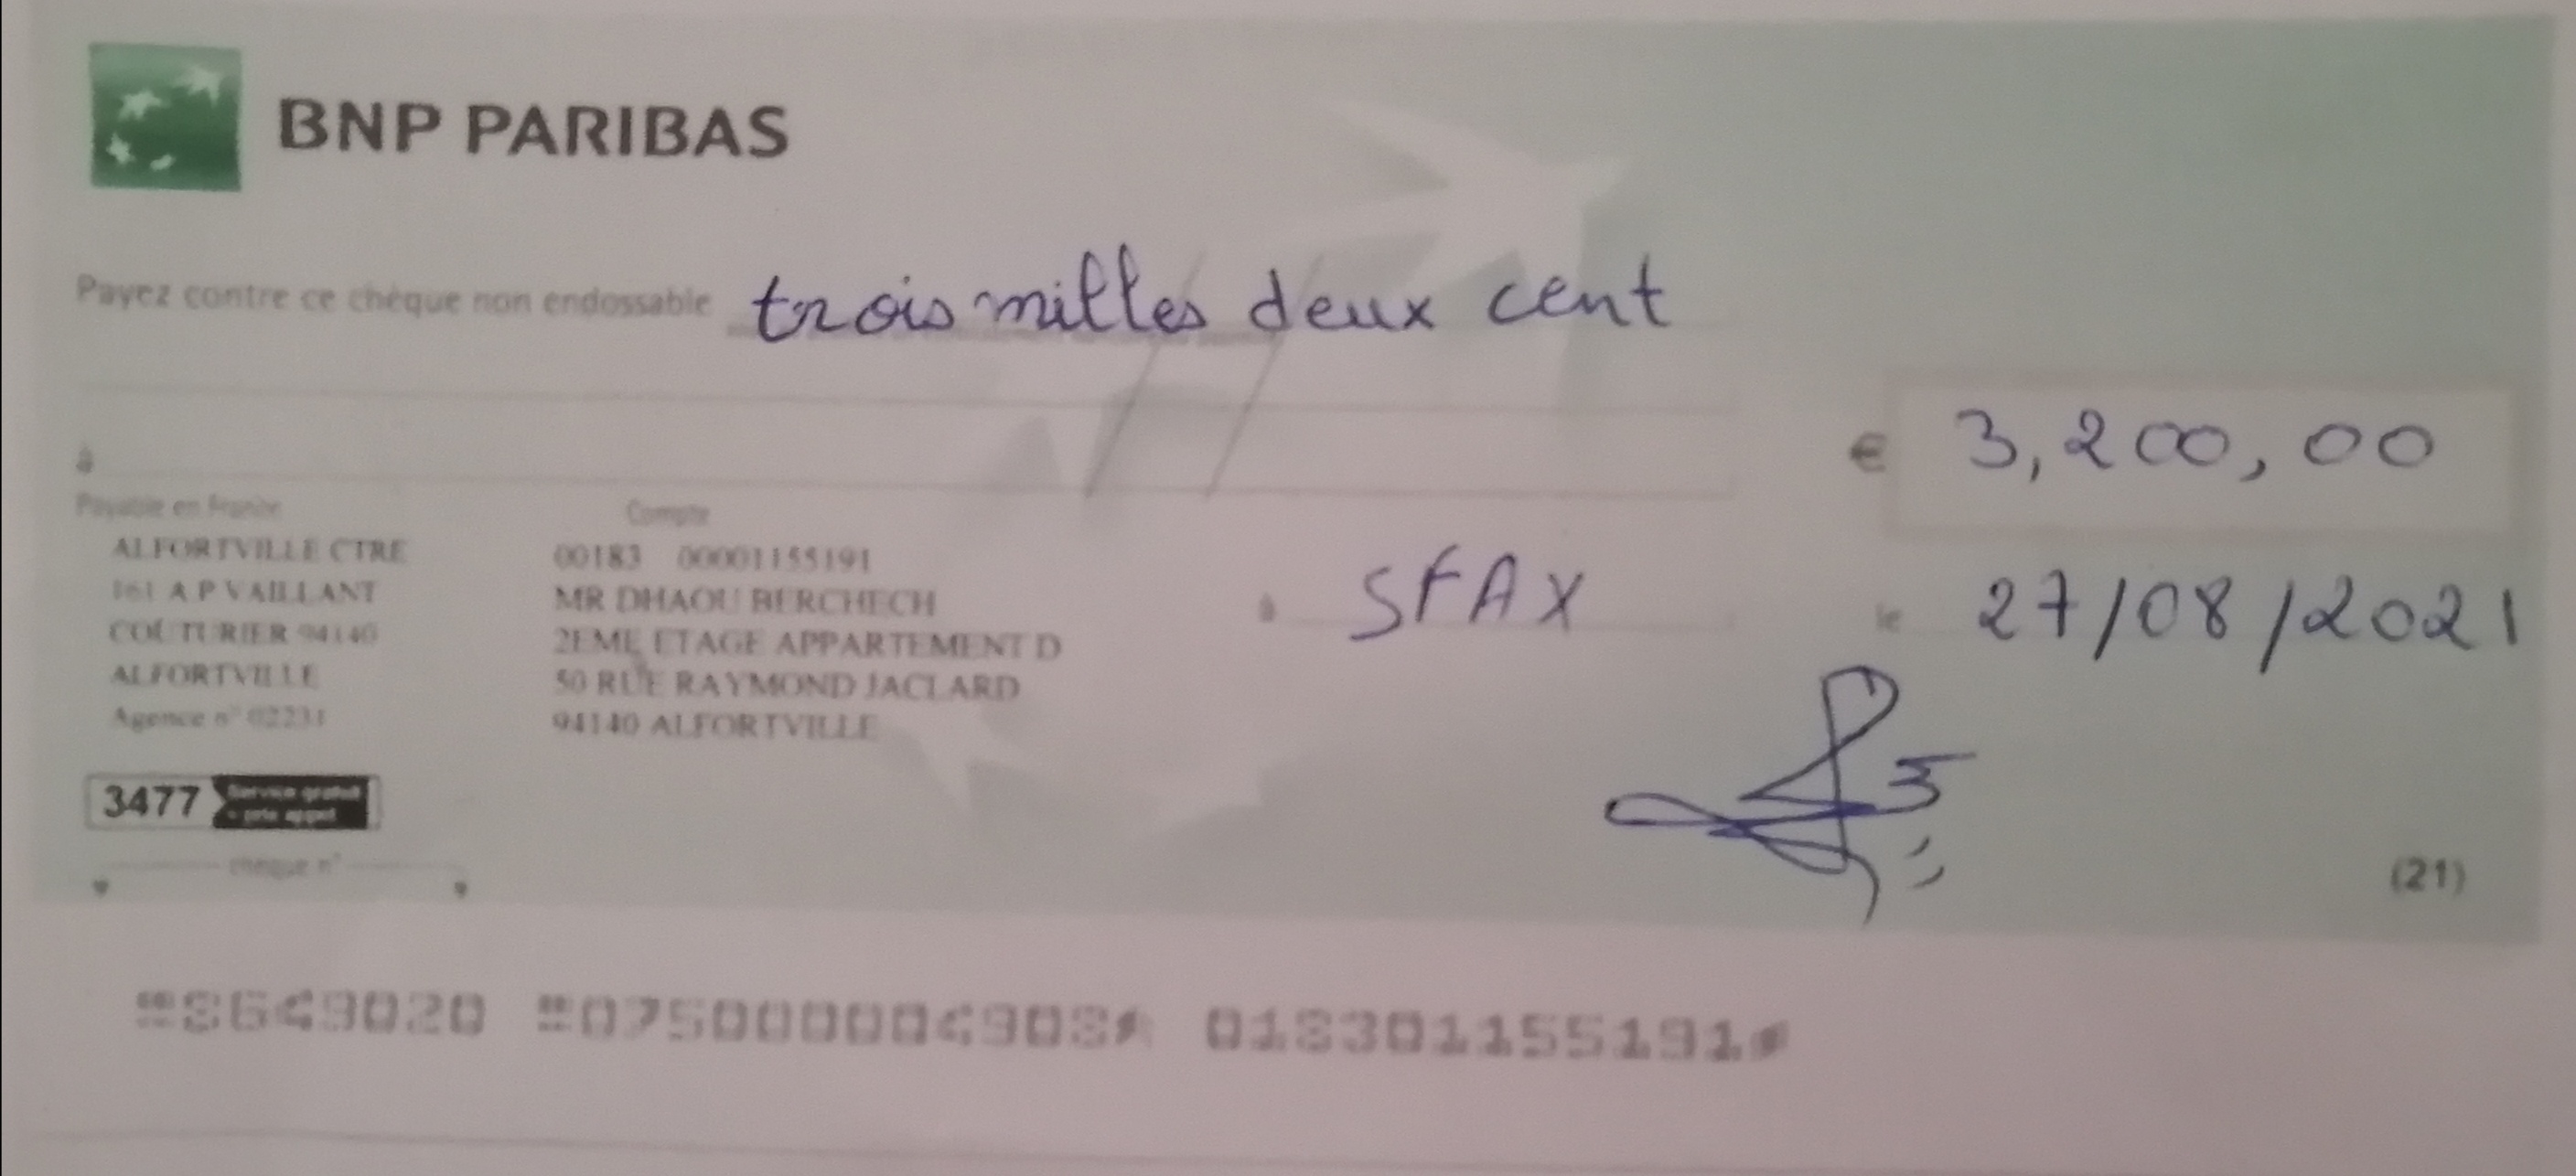 BNP PARIBAS
Payez contre ce chèque non endossable trois milles deux cent
€ 3,200,00
à
Payable en France
Compte
ALFORTVILLE CTRE
161 A P VAILLANT
COUTURIER 94140
ALFORTVILLE
Agence n° 02231
00183 00001155191
MR DHAOU BERCHECH
2EME ETAGE APPARTEMENT D
50 RUE RAYMOND JACLARD
94140 ALFORTVILLE
à SFAX
le 27/08/2021
3477 Service gratuit
+ prix appel
chèque n°
(21)
8649020 075000004908 018301155191